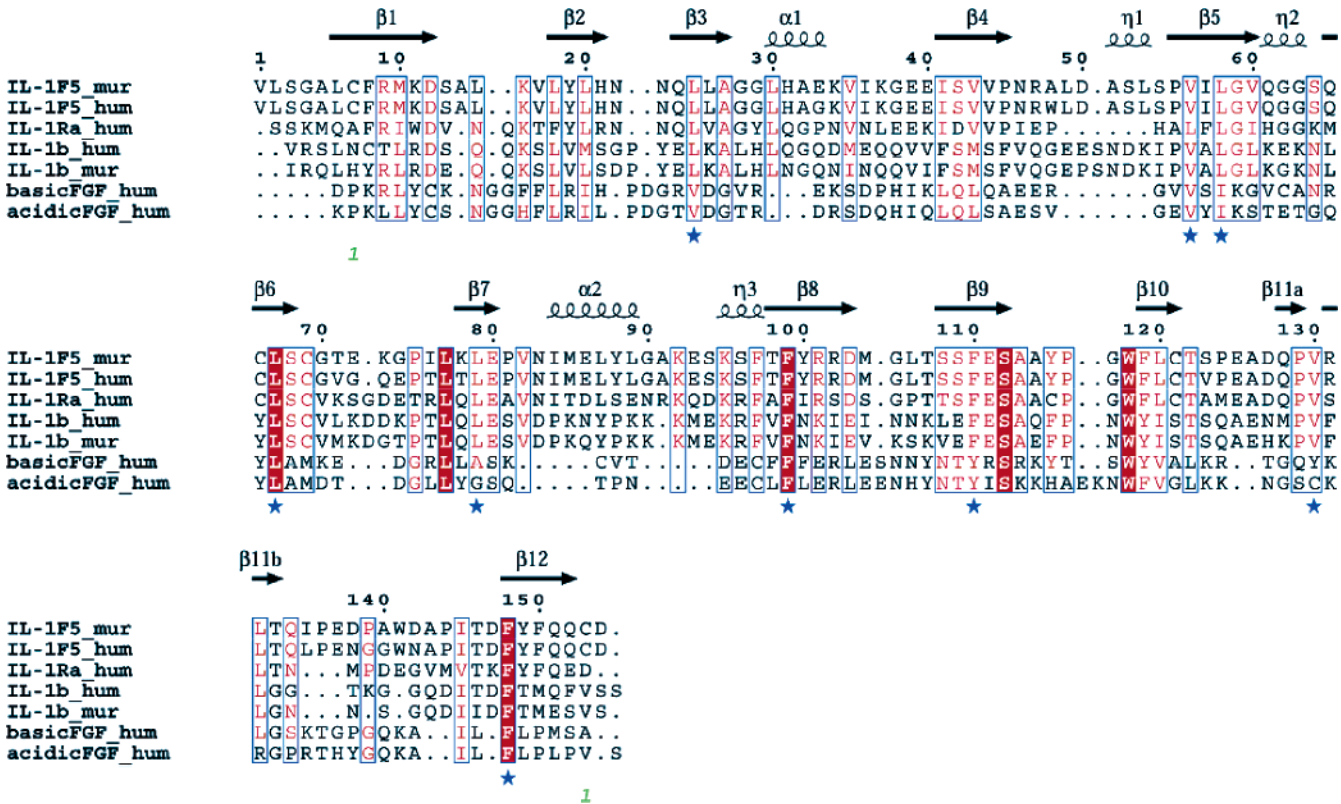 β1 β2 β3 α1 β4 η1 β5 η2
1 10 20 30 40 50 60
IL-1F5_mur VLSGALCFRMKDSAL..KVLYLHN..NQLLAGGLHAEKVIKGEEISVVPNRALD.ASLSPVILGVQGGSQ
IL-1F5_hum VLSGALCFRMKDSAL..KVLYLHN..NQLLAGGLHAGKVIKGEEISVVPNRWLD.ASLSPVILGVQGGSQ
IL-1Ra_hum .SSKMQAFRIWDV.N.QKTFYLRN..NQLVAGYLQGPNVNLEEKIDVVPIEP......HALFLGIHGGKM
IL-1b_hum ..VRSLNCTLRDS.Q.QKSLVMSGP.YELKALHLQGQDMEQQVVFSMSFVQGEESNDKIPVALGLKEKNL
IL-1b_mur ..IRQLHYRLRDE.Q.QKSLVLSDP.YELKALHLNGQNINQQVIFSMSFVQGEPSNDKIPVALGLKGKNL
basicFGF_hum .....DPKRLYCK.NGGFFLRIH.PDGRVDGVR...EKSDPHIKLQLQAEER......GVVSIKGVCANR
acidicFGF_hum .....KPKLLYCS.NGGHFLRIL.PDGTVDGTR...DRSDQHIQLQLSAESV......GEVYIKSTETGQ
1
β6 β7 α2 η3 β8 β9 β10 β11a
70 80 90 100 110 120 130
IL-1F5_mur CLSCGTE.KGPILKLEPVNIMELYLGAKESKSFTFYRRDM.GLTSSFESAAYP..GWFLCTSPEADQPVR
IL-1F5_hum CLSCGVG.QEPTLTLEPVNIMELYLGAKESKSFTFYRRDM.GLTSSFESAAYP..GWFLCTVPEADQPVR
IL-1Ra_hum CLSCVKSGDETRLQLEAVNITDLSENRKQDKRFAFIRSDS.GPTTSFESAACP..GWFLCTAMEADQPVS
IL-1b_hum YLSCVLKDDKPTLQLESVDPKNYPKK.KMEKRFVFNKIEI.NNKLEFESAQFP..NWYISTSQAENMPVF
IL-1b_mur YLSCVMKDGTPTLQLESVDPKQYPKK.KMEKRFVFNKIEV.KSKVEFESAEFP..NWYISTSQAEHKPVF
basicFGF_hum YLAMKE...DGRLLASK.....CVT....DECFFFERLESNNYNTYRSRKYT..SWYVALKR..TGQYK
acidicFGF_hum YLAMDT...DGLLYGSQ.....TPN....EECLFLERLEENHYNTYISKKHAEKNWFVGLKK..NGSCK
β11b β12
140 150
IL-1F5_mur LTQIPEDPAWDAPITDFYFQQCD.
IL-1F5_hum LTQLPENGGWNAPITDFYFQQCD.
IL-1Ra_hum LTN...MPDEGVMVTKFYFQED..
IL-1b_hum LGG...TKG.GQDITDFTMQFVSS
IL-1b_mur LGN...N.S.GQDIIDFTMESVS.
basicFGF_hum LGSKTGPGQKA..IL.FLPMSA..
acidicFGF_hum RGPRTHYGQKA..IL.FLPLPV.S
1